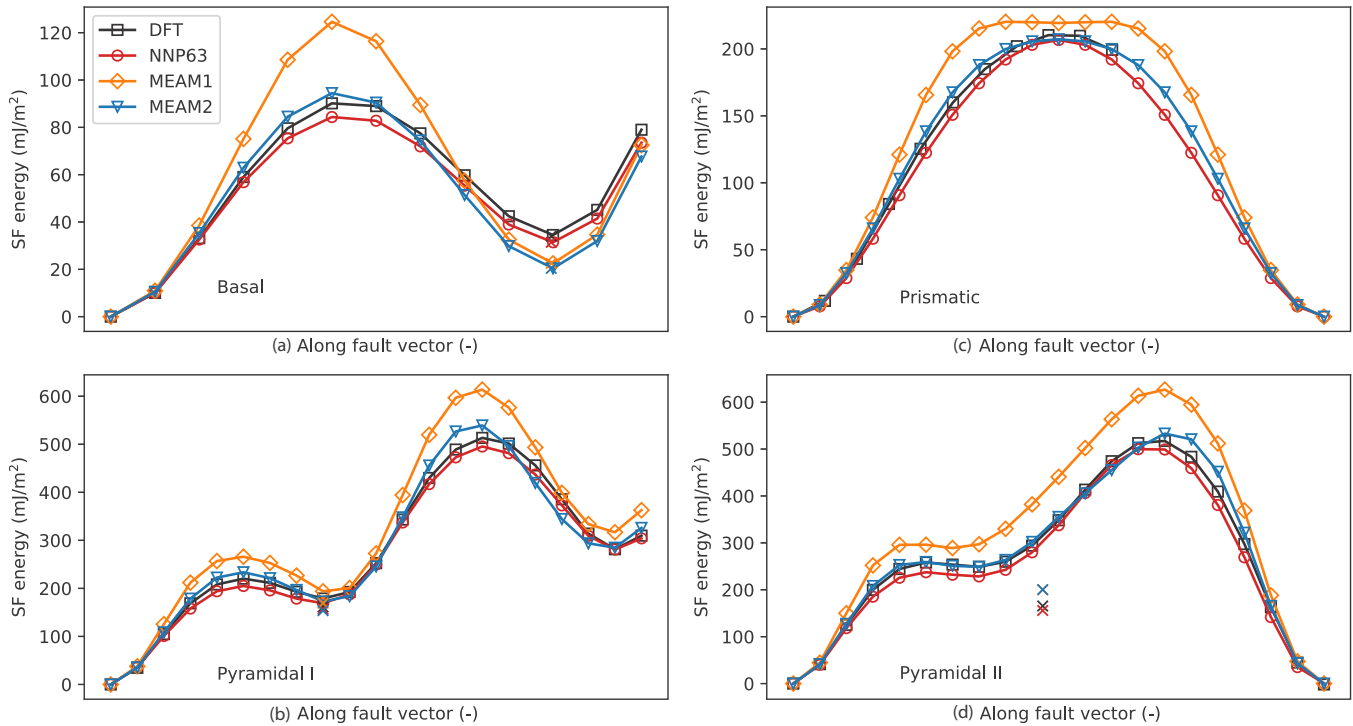 SF energy (mJ/m²)
120
100
80
60
40
20
0
DFT
NNP63
MEAM1
MEAM2
Basal
(a) Along fault vector (-)
SF energy (mJ/m²)
200
150
100
50
0
Prismatic
(c) Along fault vector (-)
SF energy (mJ/m²)
600
500
400
300
200
100
0
Pyramidal I
(b) Along fault vector (-)
SF energy (mJ/m²)
600
500
400
300
200
100
0
Pyramidal II
(d) Along fault vector (-)